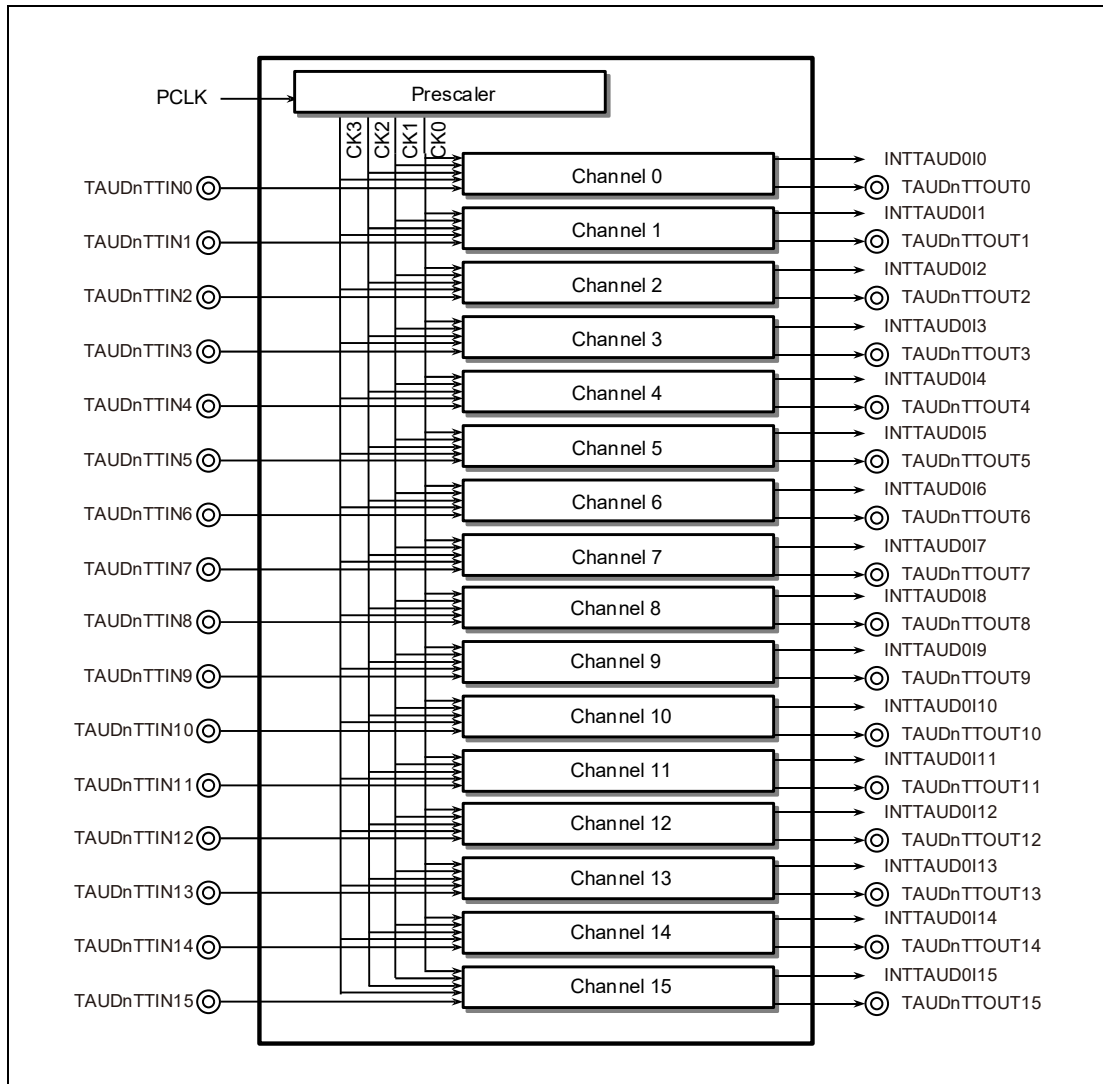 PCLK
Prescaler
CK3
CK2
CK1
CK0
TAUDnTTIN0
Channel 0
INTTAUD0I0
TAUDnTTOUT0
TAUDnTTIN1
Channel 1
INTTAUD0I1
TAUDnTTOUT1
TAUDnTTIN2
Channel 2
INTTAUD0I2
TAUDnTTOUT2
TAUDnTTIN3
Channel 3
INTTAUD0I3
TAUDnTTOUT3
TAUDnTTIN4
Channel 4
INTTAUD0I4
TAUDnTTOUT4
TAUDnTTIN5
Channel 5
INTTAUD0I5
TAUDnTTOUT5
TAUDnTTIN6
Channel 6
INTTAUD0I6
TAUDnTTOUT6
TAUDnTTIN7
Channel 7
INTTAUD0I7
TAUDnTTOUT7
TAUDnTTIN8
Channel 8
INTTAUD0I8
TAUDnTTOUT8
TAUDnTTIN9
Channel 9
INTTAUD0I9
TAUDnTTOUT9
TAUDnTTIN10
Channel 10
INTTAUD0I10
TAUDnTTOUT10
TAUDnTTIN11
Channel 11
INTTAUD0I11
TAUDnTTOUT11
TAUDnTTIN12
Channel 12
INTTAUD0I12
TAUDnTTOUT12
TAUDnTTIN13
Channel 13
INTTAUD0I13
TAUDnTTOUT13
TAUDnTTIN14
Channel 14
INTTAUD0I14
TAUDnTTOUT14
TAUDnTTIN15
Channel 15
INTTAUD0I15
TAUDnTTOUT15